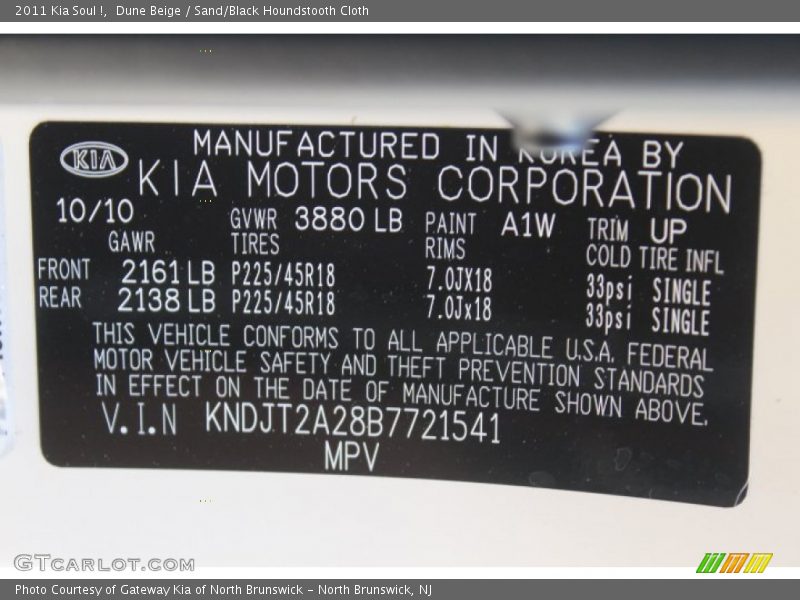 2011 Kia Soul !,  Dune Beige / Sand/Black Houndstooth Cloth
KIA MANUFACTURED IN KOREA BY
KIA MOTORS CORPORATION
10/10 GVWR 3880 LB PAINT A1W TRIM UP
GAWR TIRES RIMS COLD TIRE INFL
FRONT 2161 LB P225/45R18 7.0JX18 33psi SINGLE
REAR 2138 LB P225/45R18 7.0Jx18 33psi SINGLE
THIS VEHICLE CONFORMS TO ALL APPLICABLE U.S.A. FEDERAL
MOTOR VEHICLE SAFETY AND THEFT PREVENTION STANDARDS
IN EFFECT ON THE DATE OF MANUFACTURE SHOWN ABOVE.
V.I.N KNDJT2A28B7721541
MPV
GTCARLOT.COM
Photo Courtesy of Gateway Kia of North Brunswick - North Brunswick, NJ